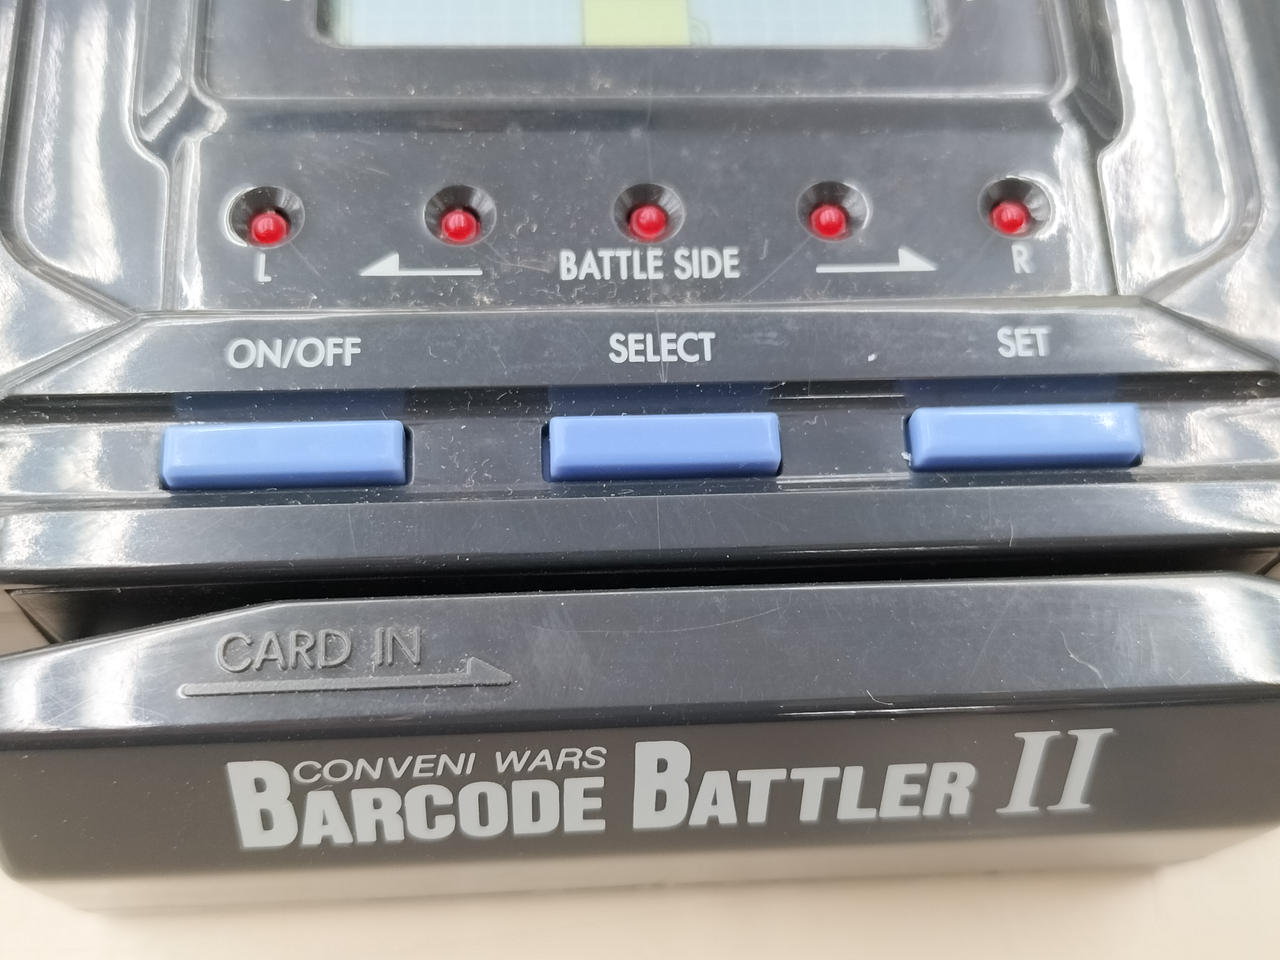 L BATTLE SIDE R
ON/OFF SELECT SET
CARD IN
CONVENI WARS
BARCODE BATTLER II